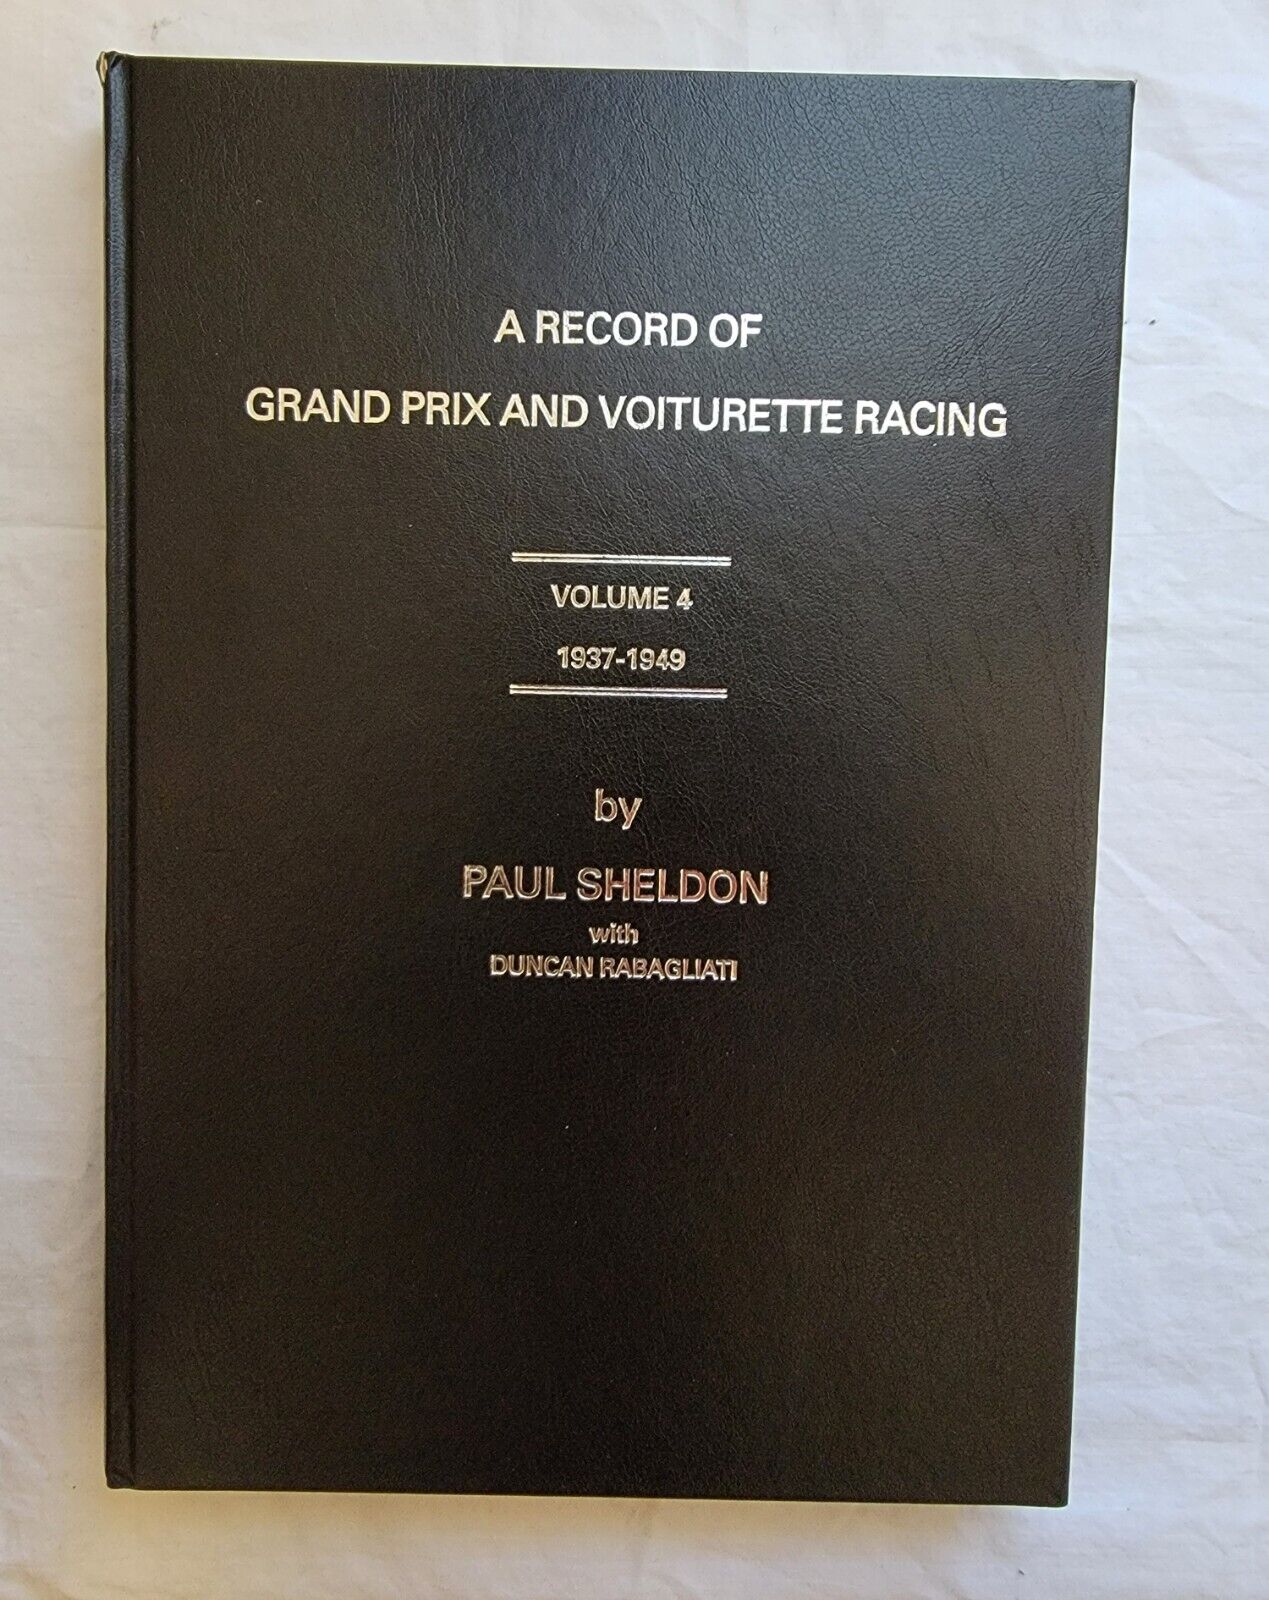 A RECORD OF
GRAND PRIX AND VOITURETTE RACING
VOLUME 4
1937-1949
by
PAUL SHELDON
with
DUNCAN RABAGLIATI